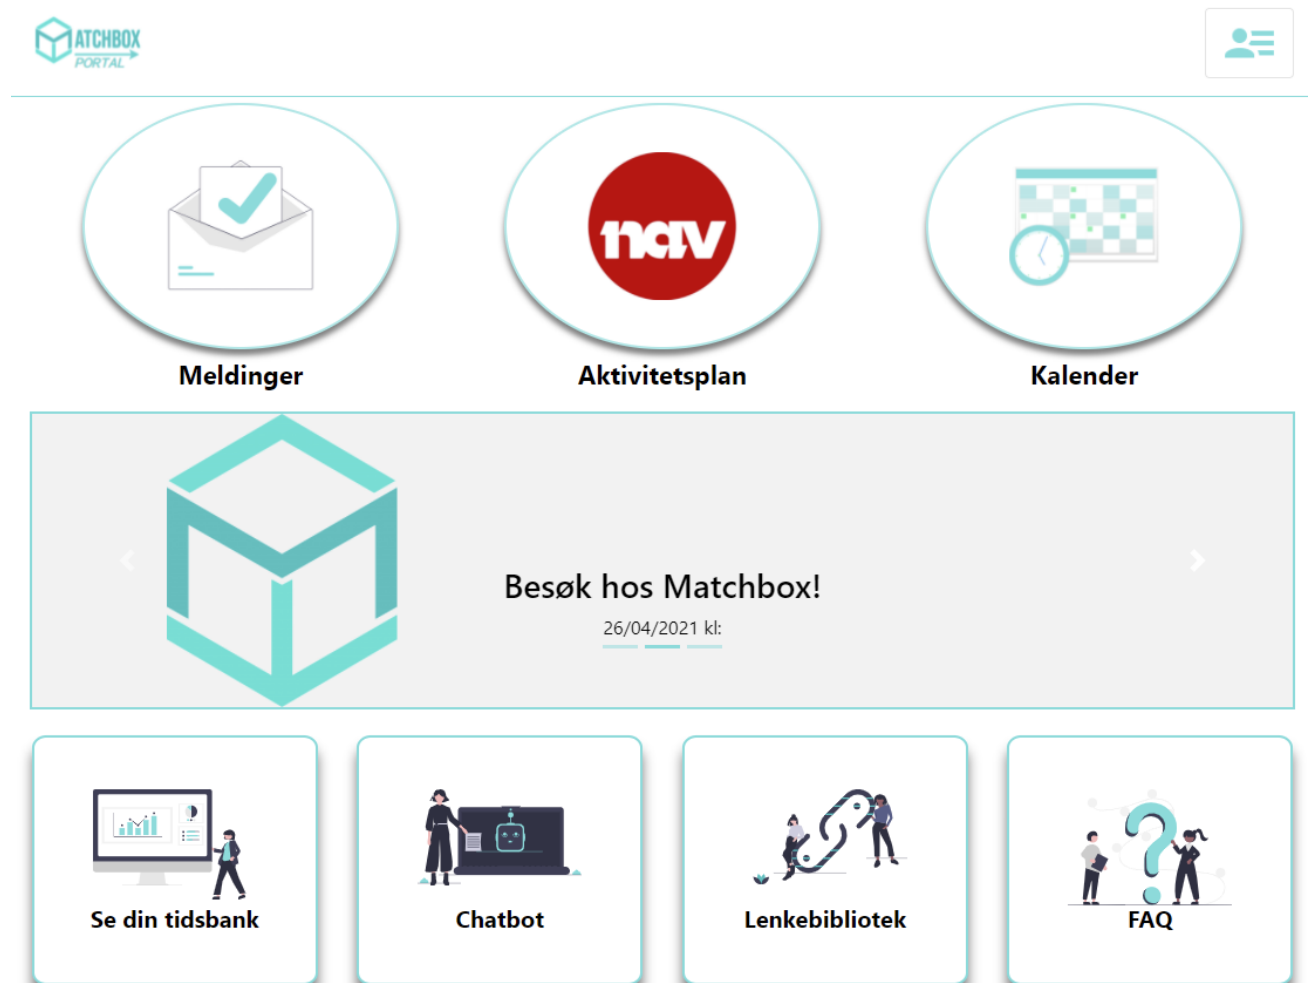 ATCHBOX
PORTAL
nav
Meldinger
Aktivitetsplan
Kalender
Besøk hos Matchbox!
26/04/2021 kl:
Se din tidsbank
Chatbot
Lenkebibliotek
FAQ